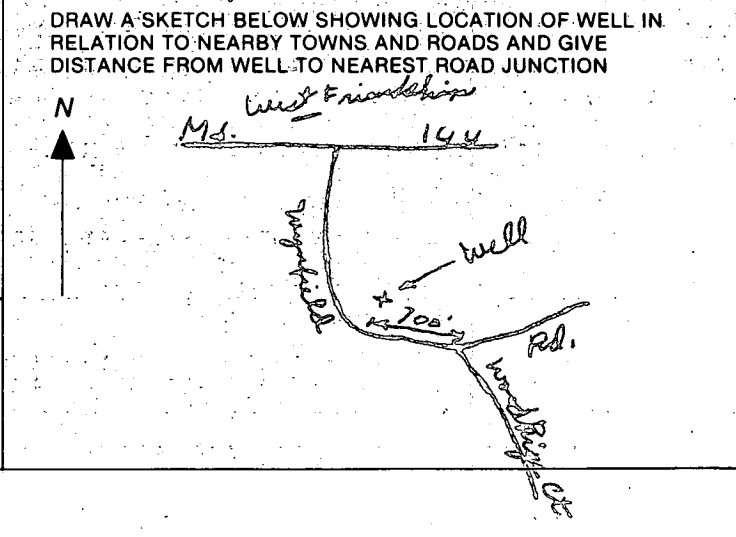 DRAW A SKETCH BELOW SHOWING LOCATION OF WELL IN
RELATION TO NEARBY TOWNS AND ROADS AND GIVE
DISTANCE FROM WELL TO NEAREST ROAD JUNCTION
N
West Friendship
Md. 144
Well
700'
Rd.
Ct.